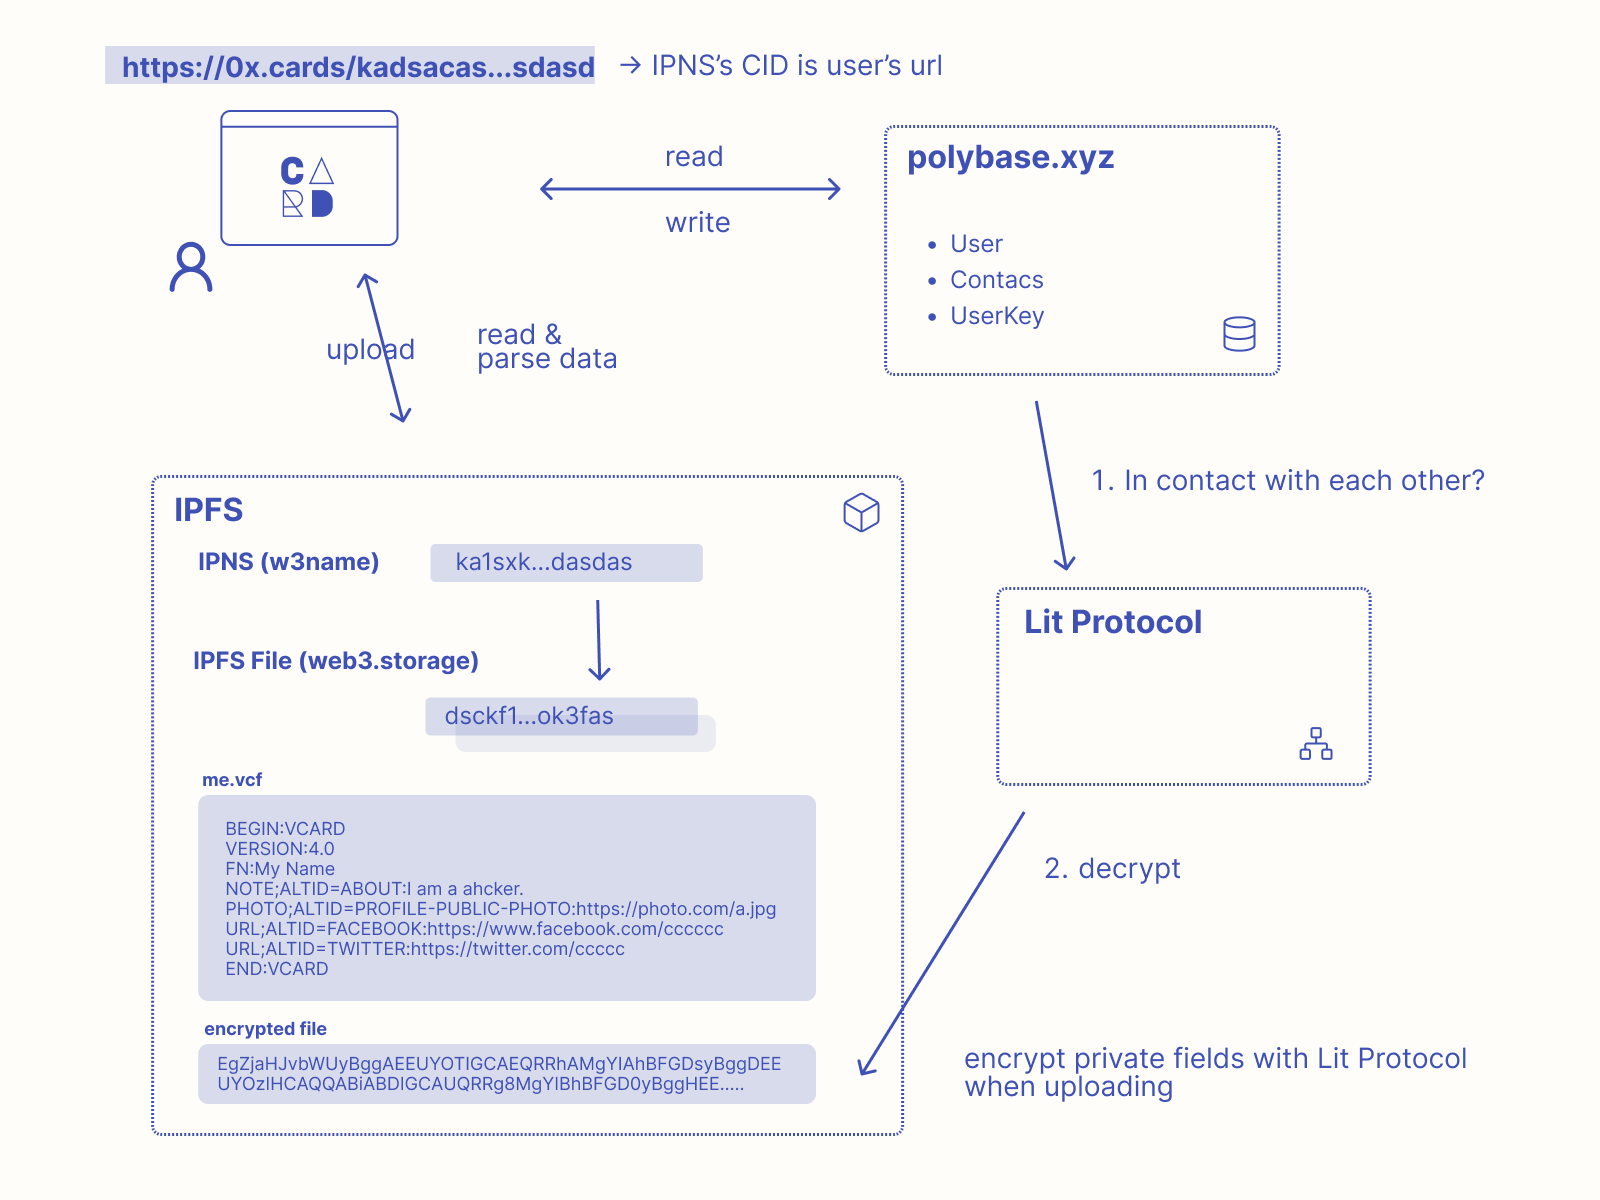 https://0x.cards/kadsacas...sdasd → IPNS’s CID is user’s url
CA
RD
read
write
polybase.xyz
• User
• Contacs
• UserKey
upload
read &
parse data
1. In contact with each other?
IPFS
IPNS (w3name) ka1sxk...dasdas
IPFS File (web3.storage)
dsckf1...ok3fas
Lit Protocol
me.vcf
BEGIN:VCARD
VERSION:4.0
FN:My Name
NOTE;ALTID=ABOUT:I am a ahcker.
PHOTO;ALTID=PROFILE-PUBLIC-PHOTO:https://photo.com/a.jpg
URL;ALTID=FACEBOOK:https://www.facebook.com/cccccc
URL;ALTID=TWITTER:https://twitter.com/ccccc
END:VCARD
2. decrypt
encrypted file
EgZjaHJvbWUyBggAEEUYOTIGCAEQRRhAMgYIAhBFGDsyBggDEE
UYOzIHCAQQABiABDIGCAUQRRg8MgYIBhBFGD0yBggHEE.....
encrypt private fields with Lit Protocol
when uploading